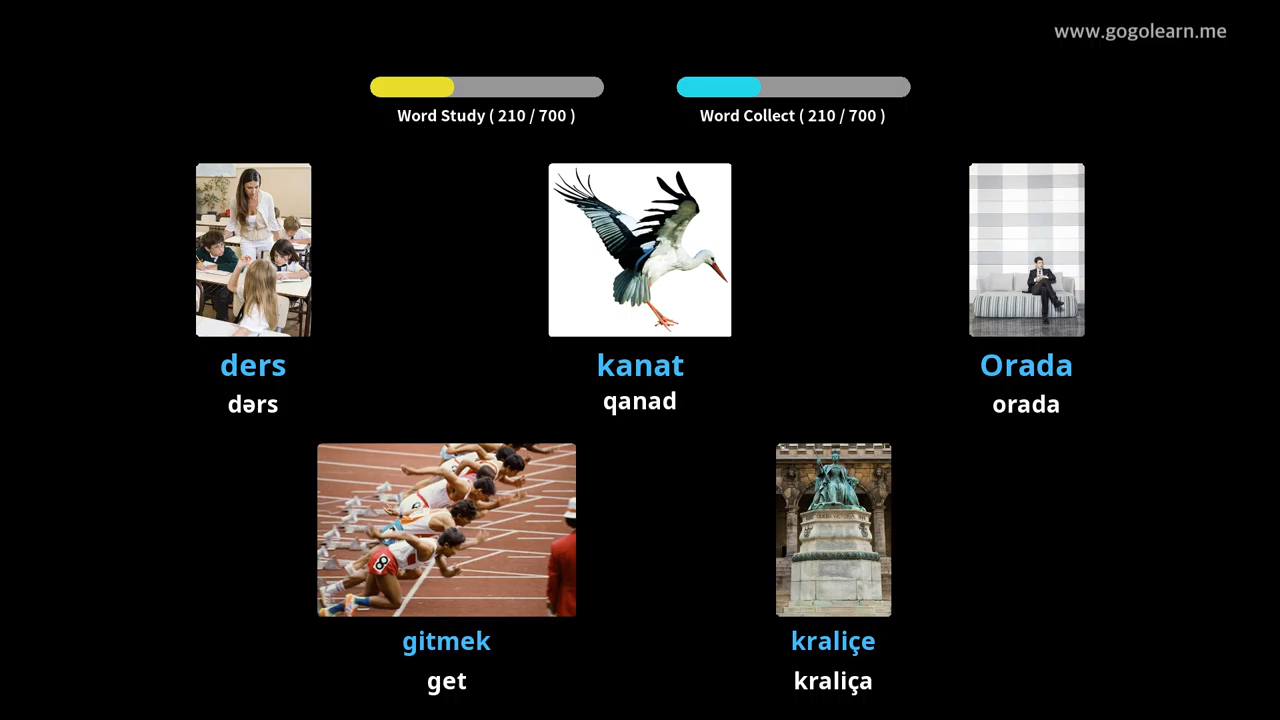 www.gogolearn.me
Word Study ( 210 / 700 )
Word Collect ( 210 / 700 )
ders
dərs
kanat
qanad
Orada
orada
8
gitmek
get
kraliçe
kraliça